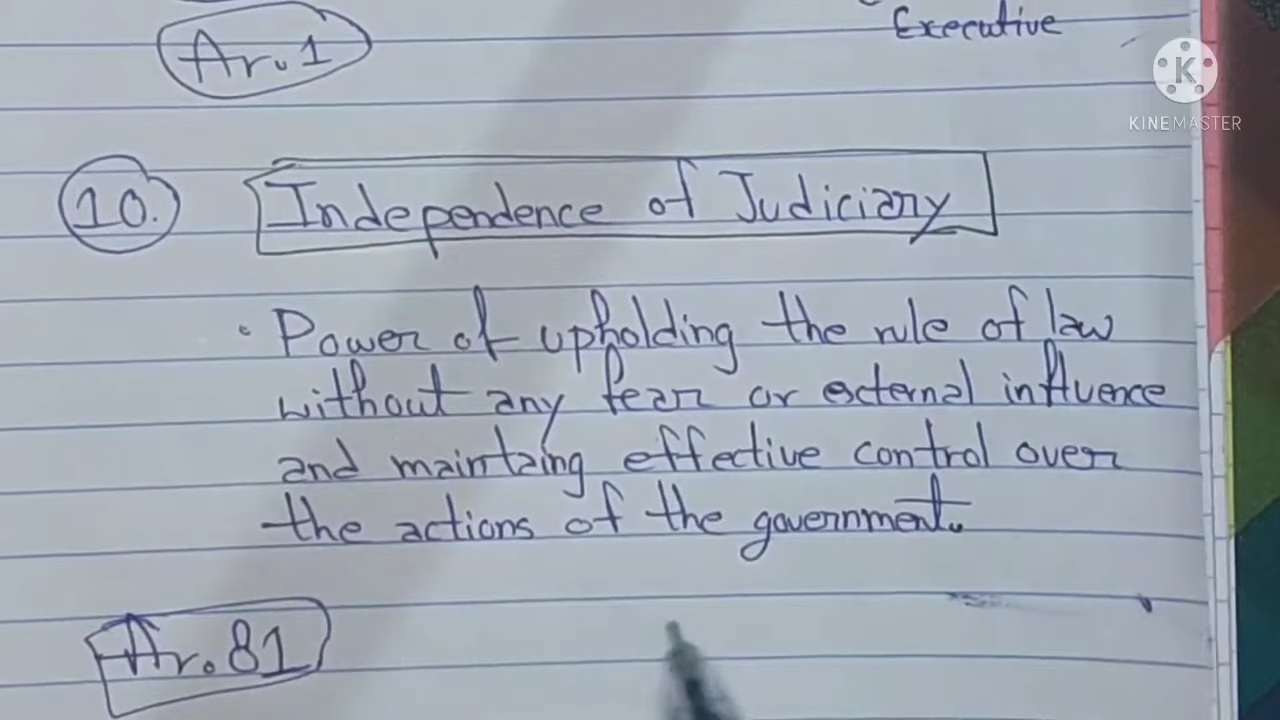 Executive
Ar. 1
K
KINEMASTER
10. Independence of Judiciary
• Power of upholding the rule of law
without any fear or external influence
and maintaing effective control over
the actions of the government.
Ar. 81